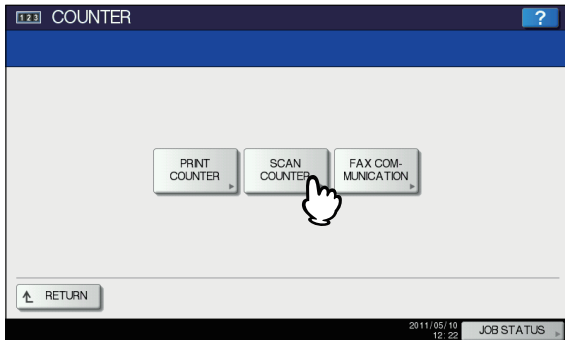 123 COUNTER
?
PRINT
COUNTER
SCAN
COUNTER
FAX COM-
MUNICATION
RETURN
2011/05/10
12:22
JOB STATUS